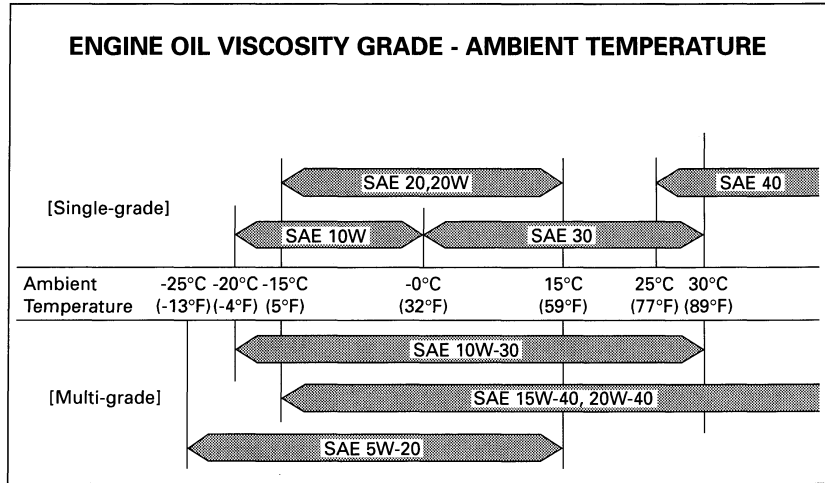 ENGINE OIL VISCOSITY GRADE - AMBIENT TEMPERATURE
SAE 20,20W
SAE 40
[Single-grade]
SAE 10W
SAE 30
Ambient -25°C -20°C -15°C -0°C 15°C 25°C 30°C
Temperature (-13°F) (-4°F) (5°F) (32°F) (59°F) (77°F) (89°F)
SAE 10W-30
[Multi-grade]
SAE 15W-40, 20W-40
SAE 5W-20